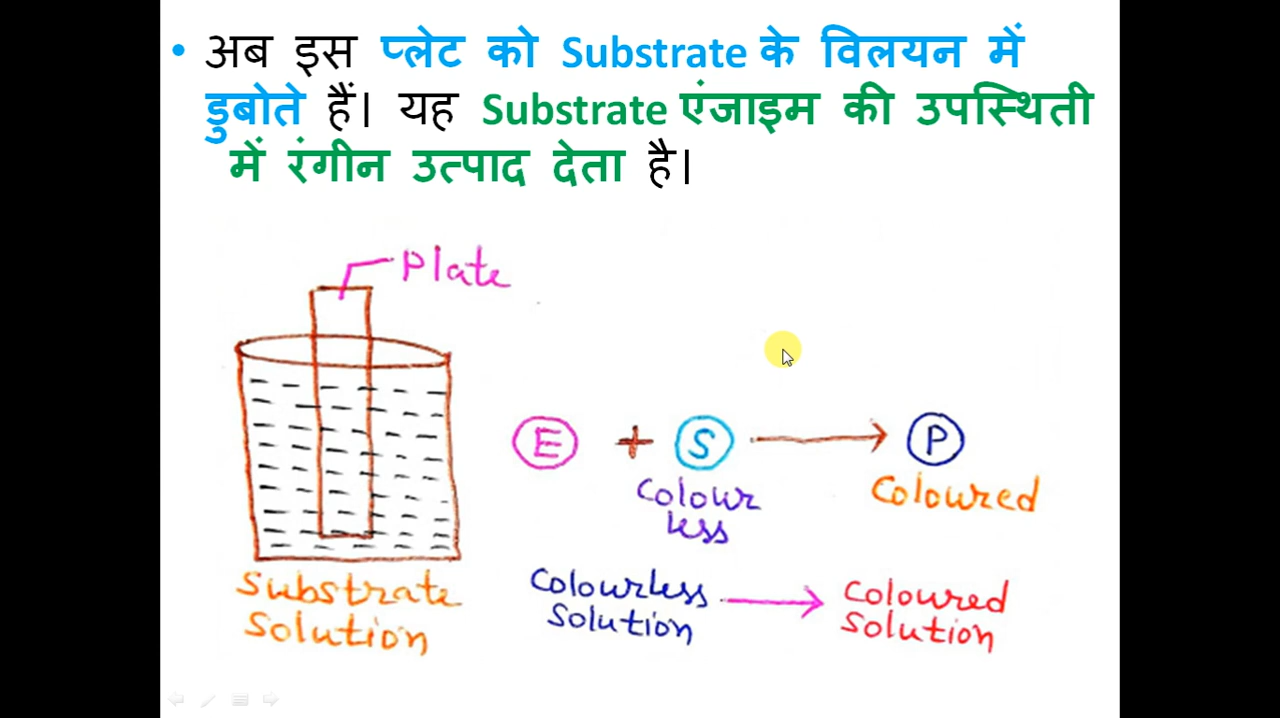 • अब इस प्लेट को Substrate के विलयन में
डुबोते हैं। यह Substrate एंजाइम की उपस्थिती
में रंगीन उत्पाद देता है।
Plate
E + S → P
Colour
less
Coloured
Substrate
Solution
Colourless
Solution
→
Coloured
Solution